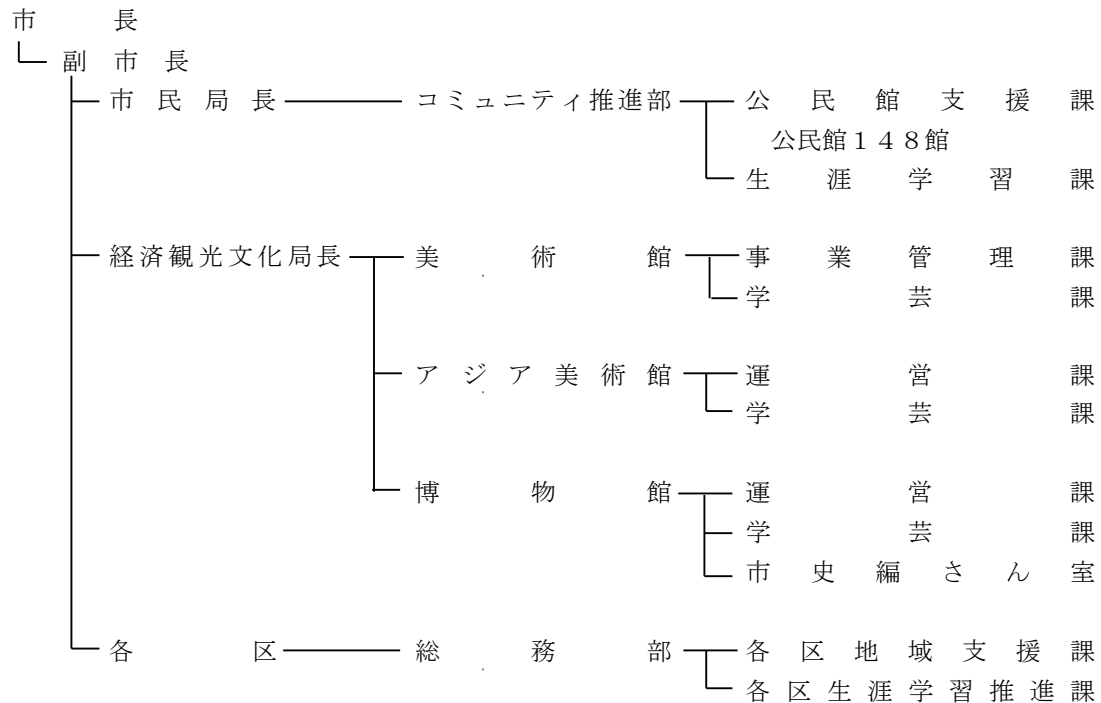 市長
副市長
市民局長 コミュニティ推進部 公民館支援課
公民館148館
生涯学習課
経済観光文化局長 美術館 事業管理課
学芸課
アジア美術館 運営課
学芸課
博物館 運営課
学芸課
市史編さん室
各区 総務部 各区地域支援課
各区生涯学習推進課